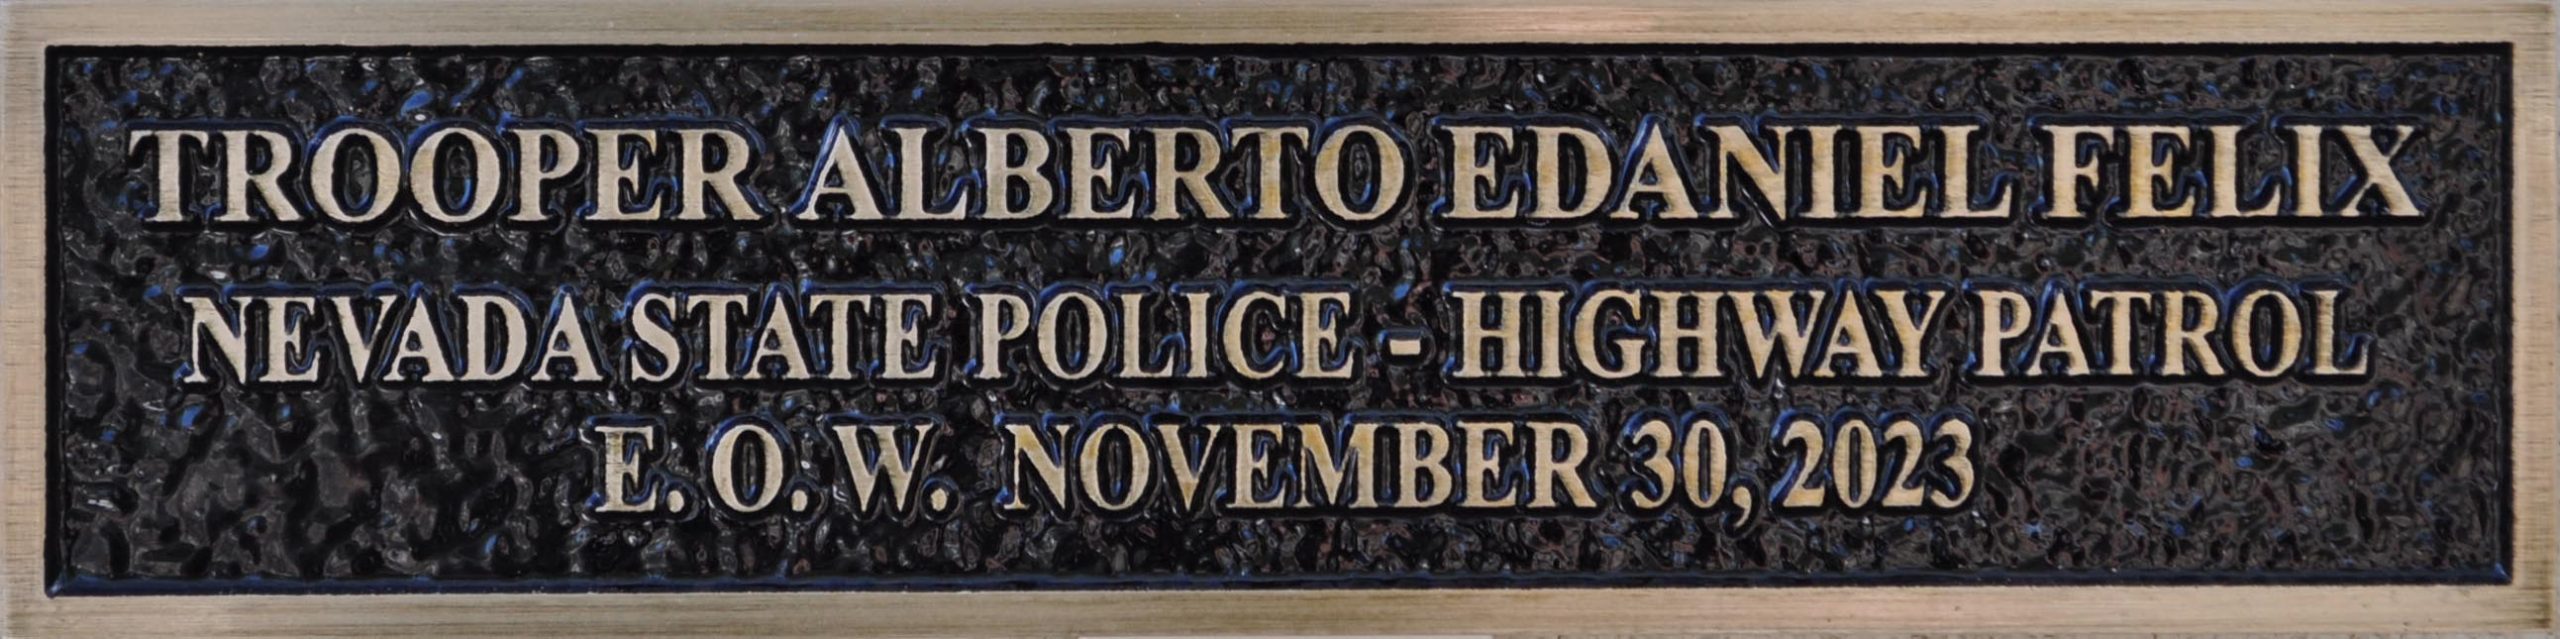 TROOPER ALBERTO EDANIEL FELIX
NEVADA STATE POLICE - HIGHWAY PATROL
E. O. W. NOVEMBER 30, 2023